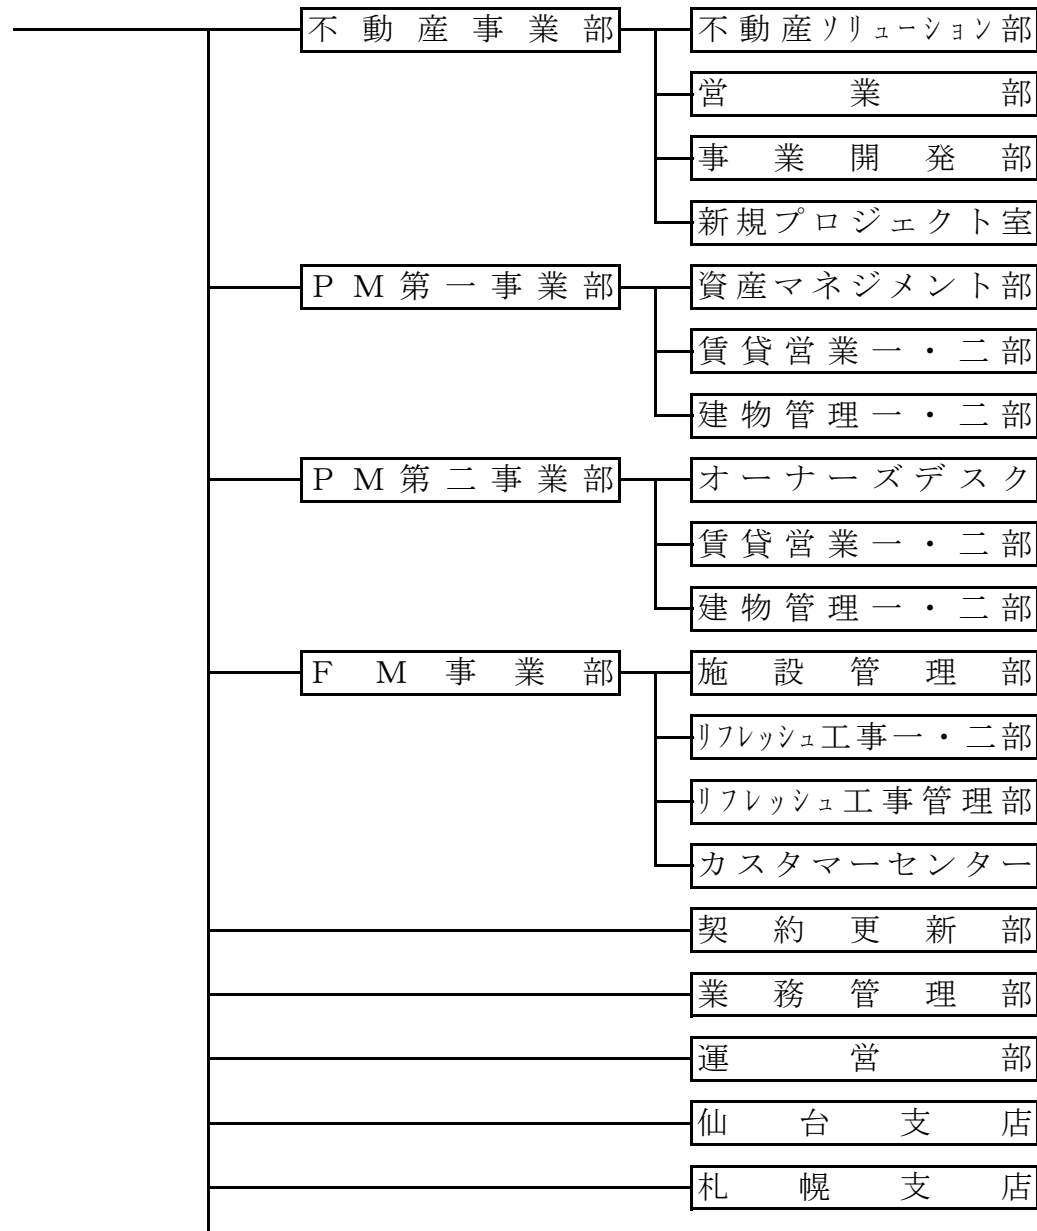 不動産事業部 不動産ソリューション部
営業部
事業開発部
新規プロジェクト室
ＰＭ第一事業部 資産マネジメント部
賃貸営業一・二部
建物管理一・二部
ＰＭ第二事業部 オーナーズデスク
賃貸営業一・二部
建物管理一・二部
ＦＭ事業部 施設管理部
リフレッシュ工事一・二部
リフレッシュ工事管理部
カスタマーセンター
契約更新部
業務管理部
運営部
仙台支店
札幌支店